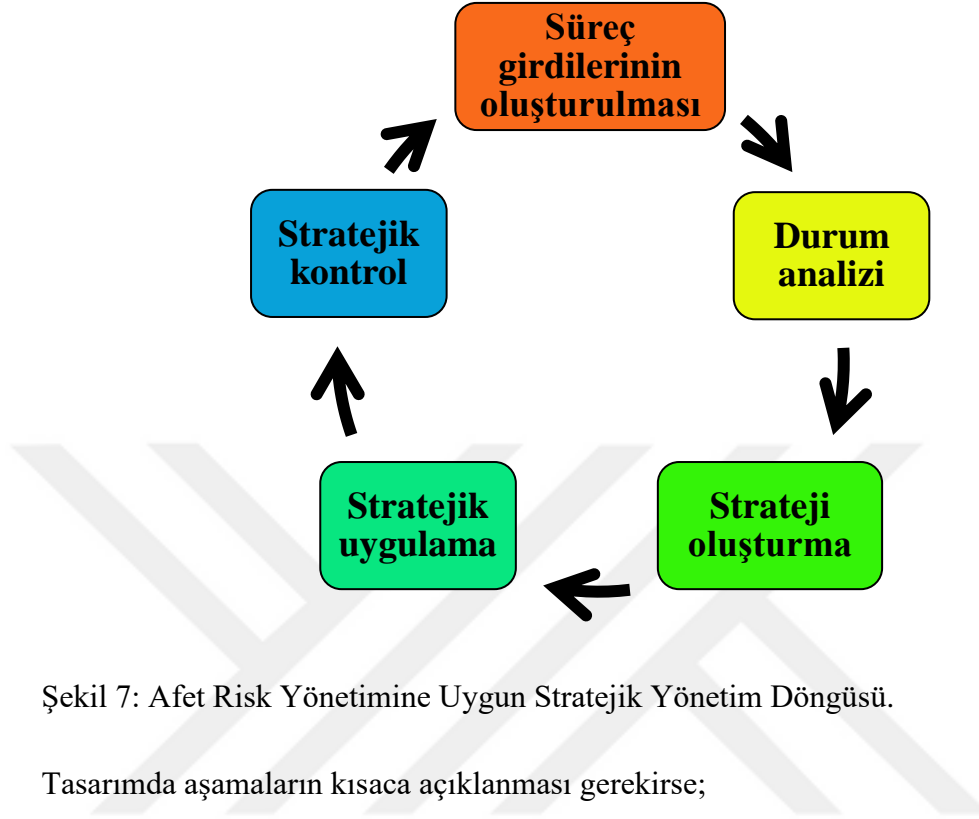 Süreç
girdilerinin
oluşturulması
Durum
analizi
Strateji
oluşturma
Stratejik
uygulama
Stratejik
kontrol
Şekil 7: Afet Risk Yönetimine Uygun Stratejik Yönetim Döngüsü.
Tasarımda aşamaların kısaca açıklanması gerekirse;